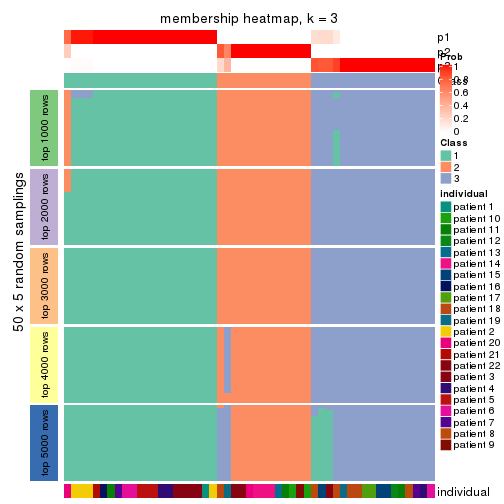 membership heatmap, k = 3
p1
p2
p3
Class
Prob
1
0.8
0.6
0.4
0.2
0
Class
1
2
3
individual
patient 1
patient 10
patient 11
patient 12
patient 13
patient 14
patient 15
patient 16
patient 17
patient 18
patient 19
patient 2
patient 20
patient 21
patient 22
patient 3
patient 4
patient 5
patient 6
patient 7
patient 8
patient 9
50 x 5 random samplings
top 1000 rows
top 2000 rows
top 3000 rows
top 4000 rows
top 5000 rows
individual